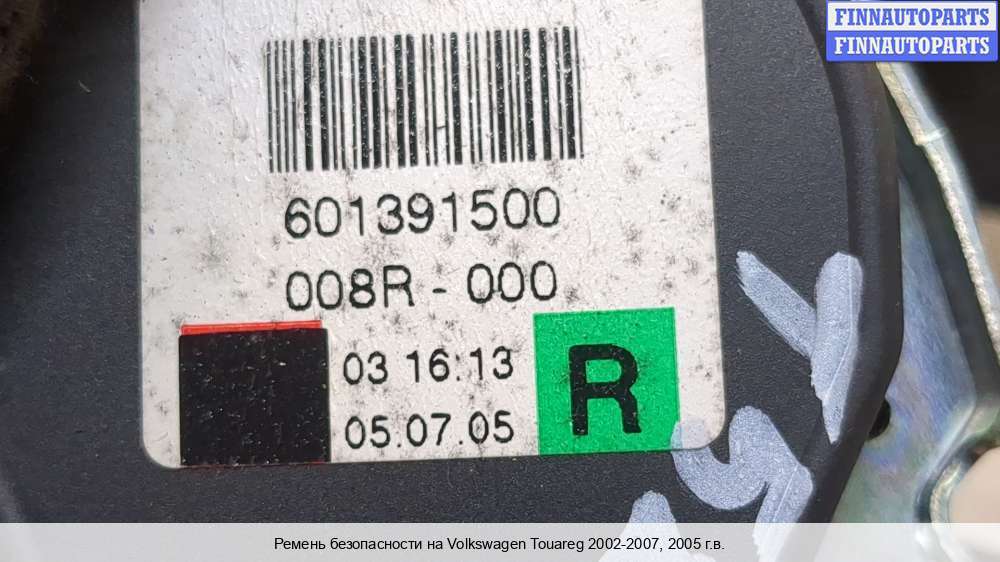 FINNAUTOPARTS
FINNAUTOPARTS
601391500
008R - 000
03 16:13
05.07.05
R
Ремень безопасности на Volkswagen Touareg 2002-2007, 2005 г.в.